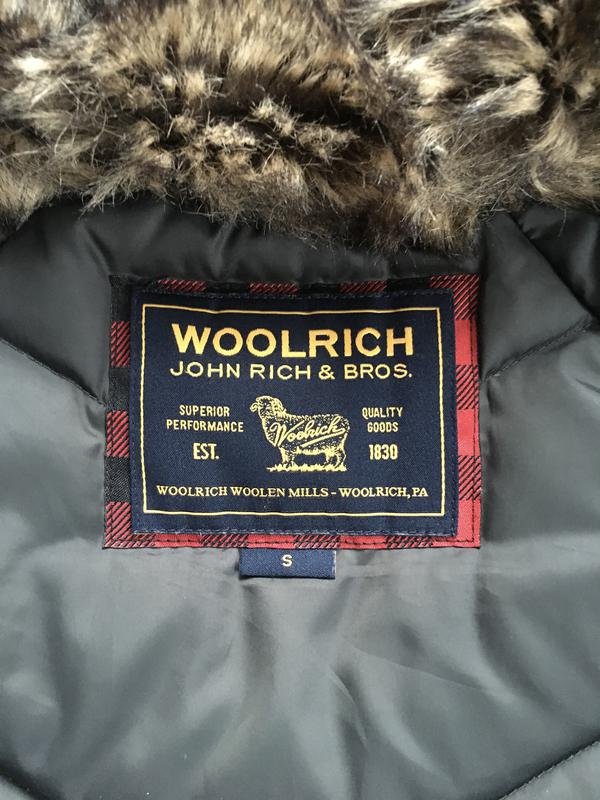 WOOLRICH
JOHN RICH & BROS.
SUPERIOR PERFORMANCE
QUALITY GOODS
Woolrich
EST. 1830
WOOLRICH WOOLEN MILLS - WOOLRICH, PA
S